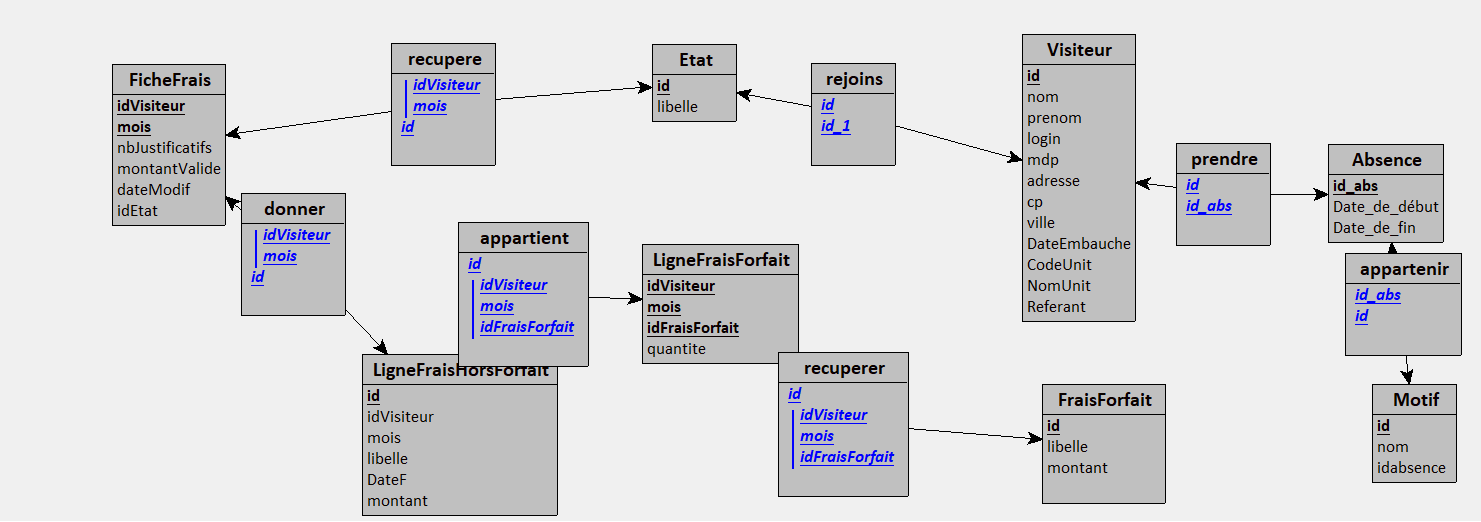 FicheFrais
idVisiteur
mois
nbJustificatifs
montantValide
dateModif
idEtat
recupere
idVisiteur
mois
id
Etat
id
libelle
rejoins
id
id_1
Visiteur
id
nom
prenom
login
mdp
adresse
cp
ville
DateEmbauche
CodeUnit
NomUnit
Referant
prendre
id
id_abs
Absence
id_abs
Date_de_début
Date_de_fin
donner
idVisiteur
mois
id
appartient
id
idVisiteur
mois
idFraisForfait
LigneFraisForfait
idVisiteur
mois
idFraisForfait
quantite
appartenir
id_abs
id
LigneFraisHorsForfait
id
idVisiteur
mois
libelle
DateF
montant
recuperer
id
idVisiteur
mois
idFraisForfait
FraisForfait
id
libelle
montant
Motif
id
nom
idabsence